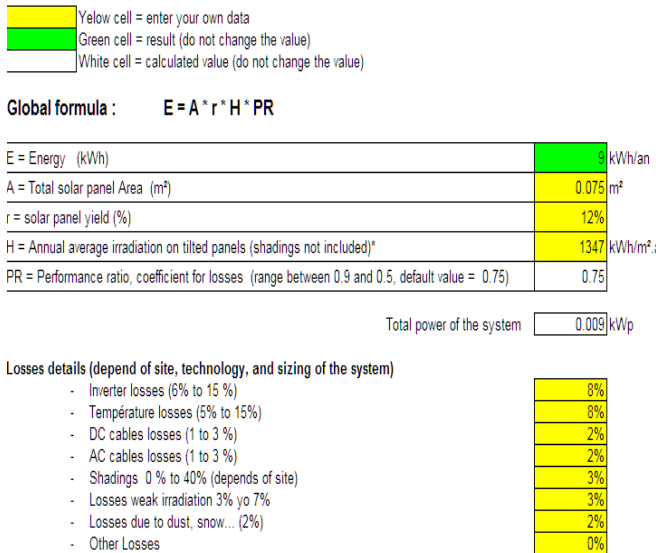 Yelow cell = enter your own data
Green cell = result (do not change the value)
White cell = calculated value (do not change the value)
Global formula : E = A * r * H * PR
E = Energy (kWh) 9 kWh/an
A = Total solar panel Area (m²) 0.075 m²
r = solar panel yield (%) 12%
H = Annual average irradiation on tilted panels (shadings not included)* 1347 kWh/m².a
PR = Performance ratio, coefficient for losses (range between 0.9 and 0.5, default value = 0.75) 0.75
Total power of the system 0.009 kWp
Losses details (depend of site, technology, and sizing of the system)
- Inverter losses (6% to 15 %) 8%
- Température losses (5% to 15%) 8%
- DC cables losses (1 to 3 %) 2%
- AC cables losses (1 to 3 %) 2%
- Shadings 0 % to 40% (depends of site) 3%
- Losses weak irradiation 3% yo 7% 3%
- Losses due to dust, snow... (2%) 2%
- Other Losses 0%